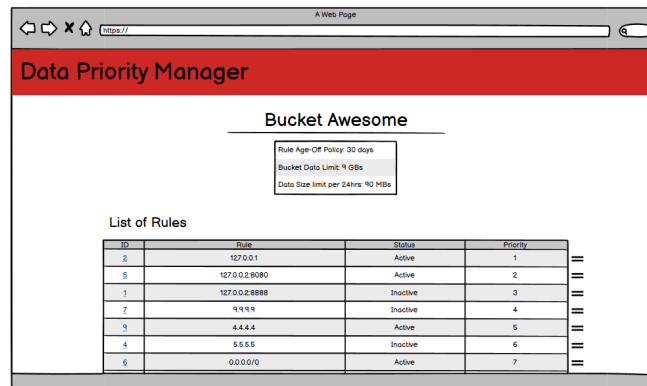 A Web Page
https://
Data Priority Manager
Bucket Awesome
Rule Age-Off Policy: 30 days
Bucket Data Limit: 9 GBs
Data Size limit per 24hrs: 90 MBs
List of Rules
ID Rule Status Priority
2 127.0.0.1 Active 1
5 127.0.0.2:8080 Active 2
1 127.0.0.2:8888 Inactive 3
7 9.9.9.9 Inactive 4
9 4.4.4.4 Active 5
4 5.5.5.5 Inactive 6
6 0.0.0.0/0 Active 7